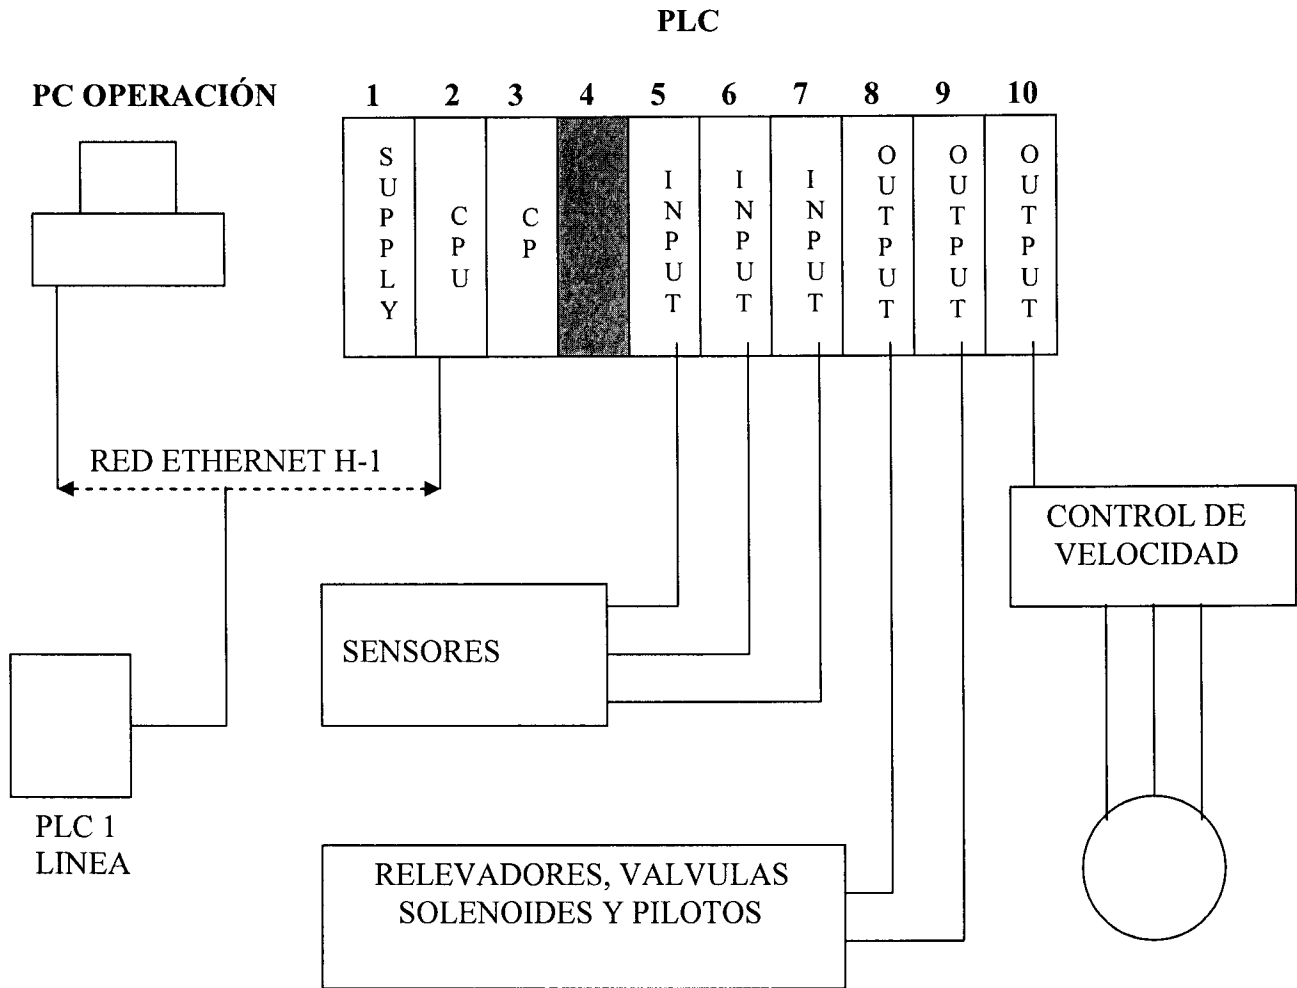 PLC
PC OPERACIÓN
1 2 3 4 5 6 7 8 9 10
SUPPLY
CPU
CP
INPUT
INPUT
INPUT
OUTPUT
OUTPUT
OUTPUT
RED ETHERNET H-1
CONTROL DE
VELOCIDAD
SENSORES
PLC 1
LINEA
RELEVADORES, VALVULAS
SOLENOIDES Y PILOTOS